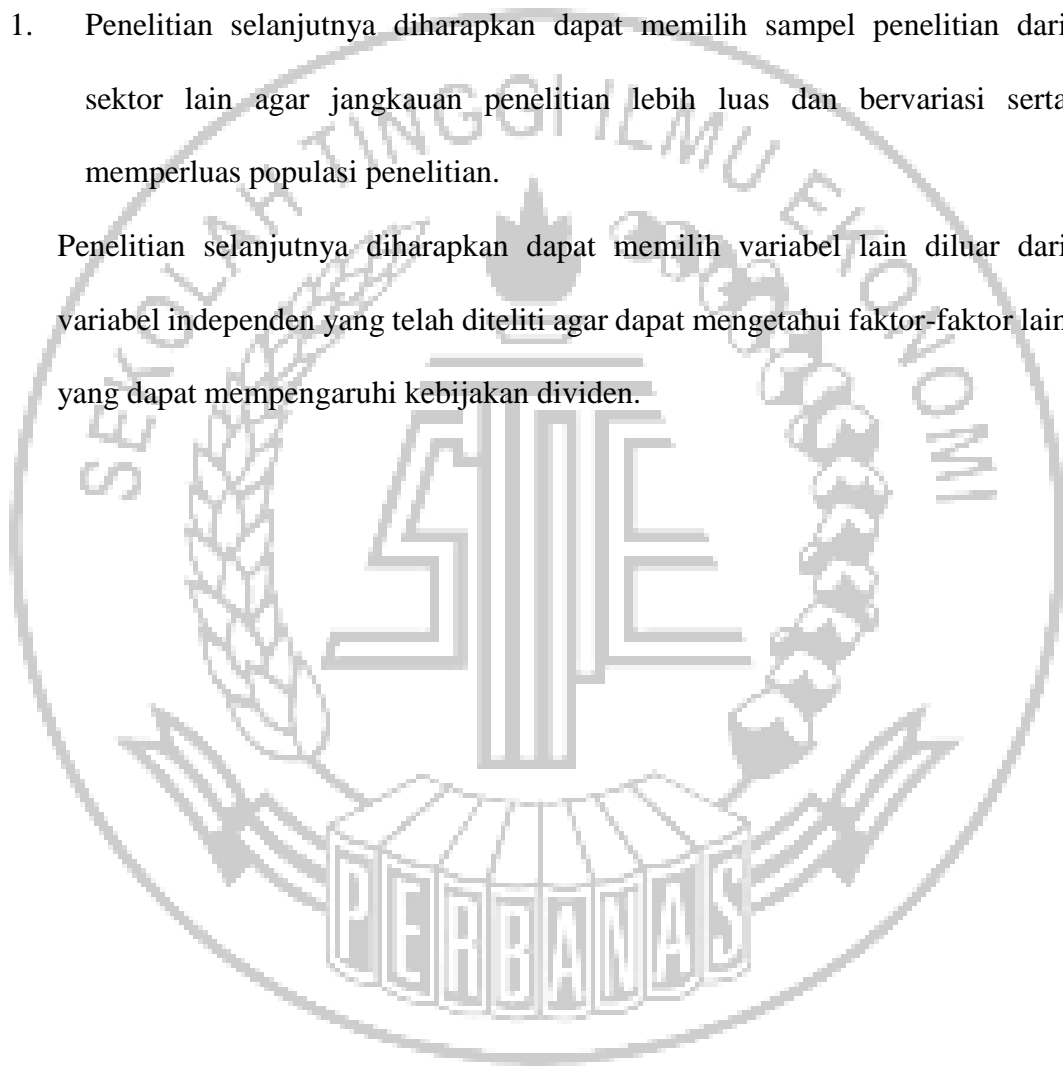 1. Penelitian selanjutnya diharapkan dapat memilih sampel penelitian dari
sektor lain agar jangkauan penelitian lebih luas dan bervariasi serta
memperluas populasi penelitian.
Penelitian selanjutnya diharapkan dapat memilih variabel lain diluar dari
variabel independen yang telah diteliti agar dapat mengetahui faktor-faktor lain
yang dapat mempengaruhi kebijakan dividen.
SEKOLAH TINGGI ILMU EKONOMI
STIE
PERBANAS